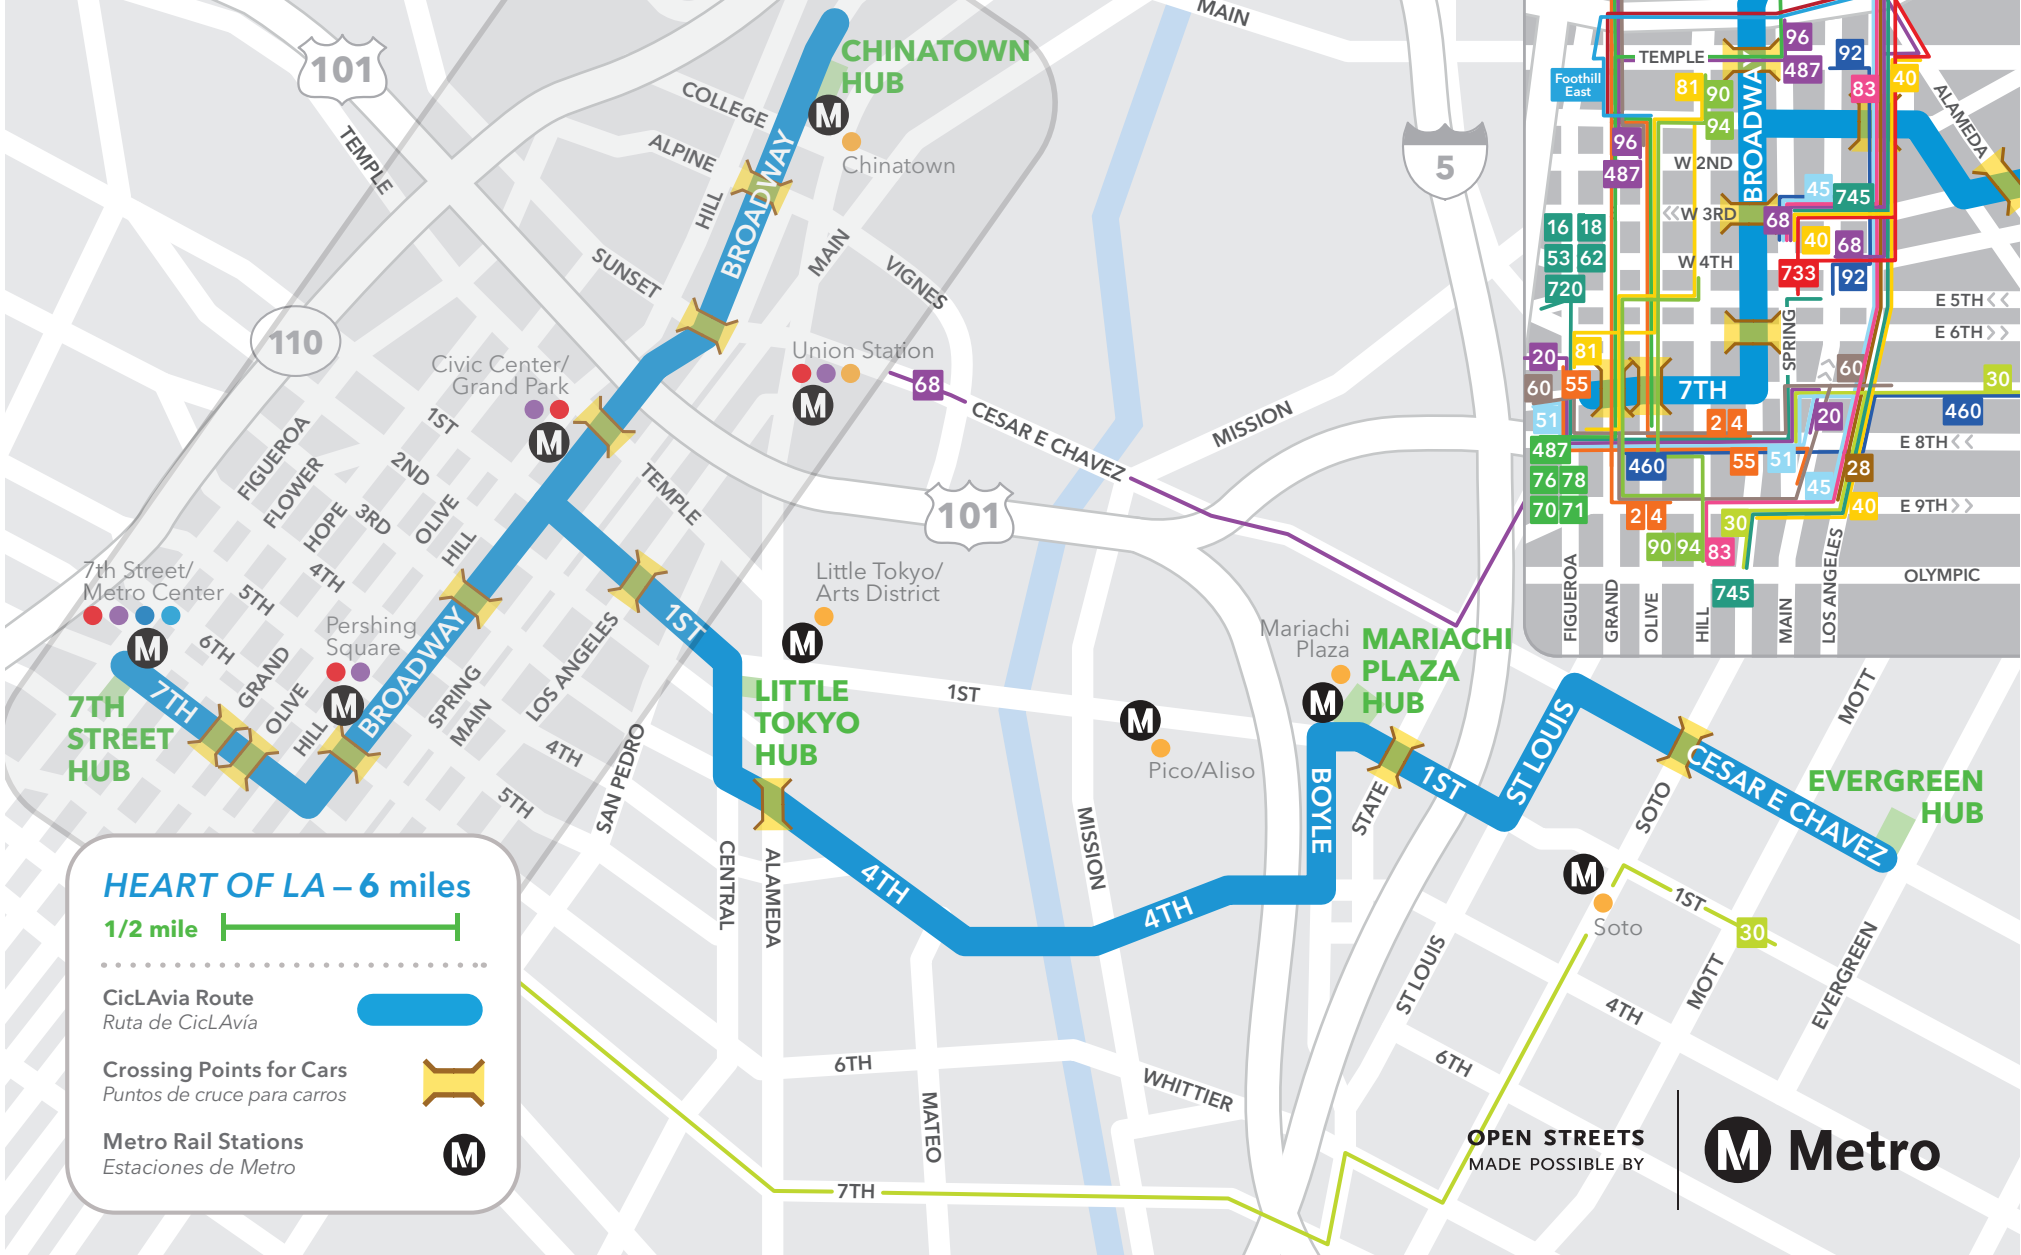 MAIN
101
CHINATOWN
HUB
COLLEGE
M
TEMPLE
ALPINE
Chinatown
HILL
BROADWAY
MAIN
SUNSET
VIGNES
5
110
Civic Center/
Grand Park
M
Union Station
M
68
CESAR E CHAVEZ
MISSION
FIGUEROA
FLOWER
HOPE
1ST
2ND
3RD
OLIVE
HILL
4TH
5TH
6TH
TEMPLE
101
7th Street/
Metro Center
M
Pershing
Square
M
GRAND
OLIVE
HILL
BROADWAY
7TH
7TH
STREET
HUB
SPRING
MAIN
LOS ANGELES
1ST
4TH
5TH
SAN PEDRO
Little Tokyo/
Arts District
M
LITTLE
TOKYO
HUB
1ST
M
Pico/Aliso
Mariachi
Plaza
M
MARIACHI
PLAZA
HUB
BOYLE
STATE
1ST
ST LOUIS
MOTT
SOTO
CESAR E CHAVEZ
EVERGREEN
HUB
CENTRAL
ALAMEDA
4TH
4TH
MISSION
M
Soto
1ST
30
ST LOUIS
MOTT
EVERGREEN
4TH
6TH
6TH
WHITTIER
MATEO
7TH
HEART OF LA – 6 miles
1/2 mile
CicLAvia Route
Ruta de CicLAvía
Crossing Points for Cars
Puntos de cruce para carros
Metro Rail Stations
Estaciones de Metro
M
OPEN STREETS
MADE POSSIBLE BY
M Metro
TEMPLE
96
487
92
40
83
Foothill
East
81
90
94
BROADWAY
ALAMEDA
96
487
W 2ND
45
745
W 3RD
68
16 18
53 62
720
40
68
W 4TH
733
92
E 5TH
E 6TH
SPRING
20
81
60
55
7TH
60
30
51
2 4
20
460
487
460
55
51
E 8TH
76 78
45
28
70 71
2 4
30
40
E 9TH
90 94
83
745
OLYMPIC
FIGUEROA
GRAND
OLIVE
HILL
MAIN
LOS ANGELES